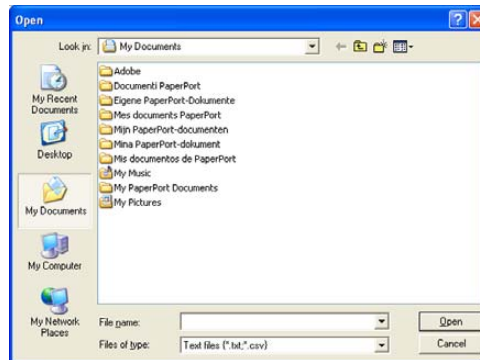 Open
Look in: My Documents
My Recent
Documents
Desktop
My Documents
My Computer
My Network
Places
Adobe
Documenti PaperPort
Eigene PaperPort-Dokumente
Mes documents PaperPort
Mijn PaperPort-documenten
Mina PaperPort-dokument
Mis documentos de PaperPort
My Music
My PaperPort Documents
My Pictures
File name:
Open
Files of type: Text files (*.txt;*.csv)
Cancel